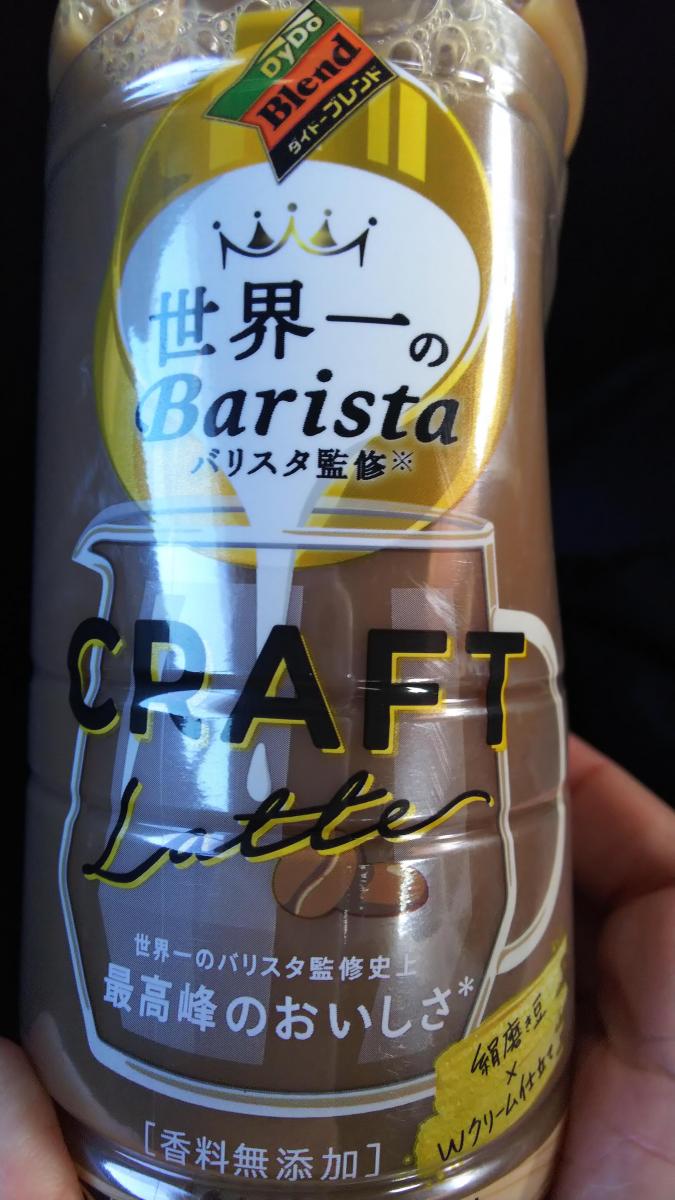 DyDo
Blend
ダイドーブレンド
世界一の
Barista
バリスタ監修※
CRAFT
Latte
世界一のバリスタ監修史上
最高峰のおいしさ*
絹磨き豆
×
Wクリーム仕立て
[香料無添加]